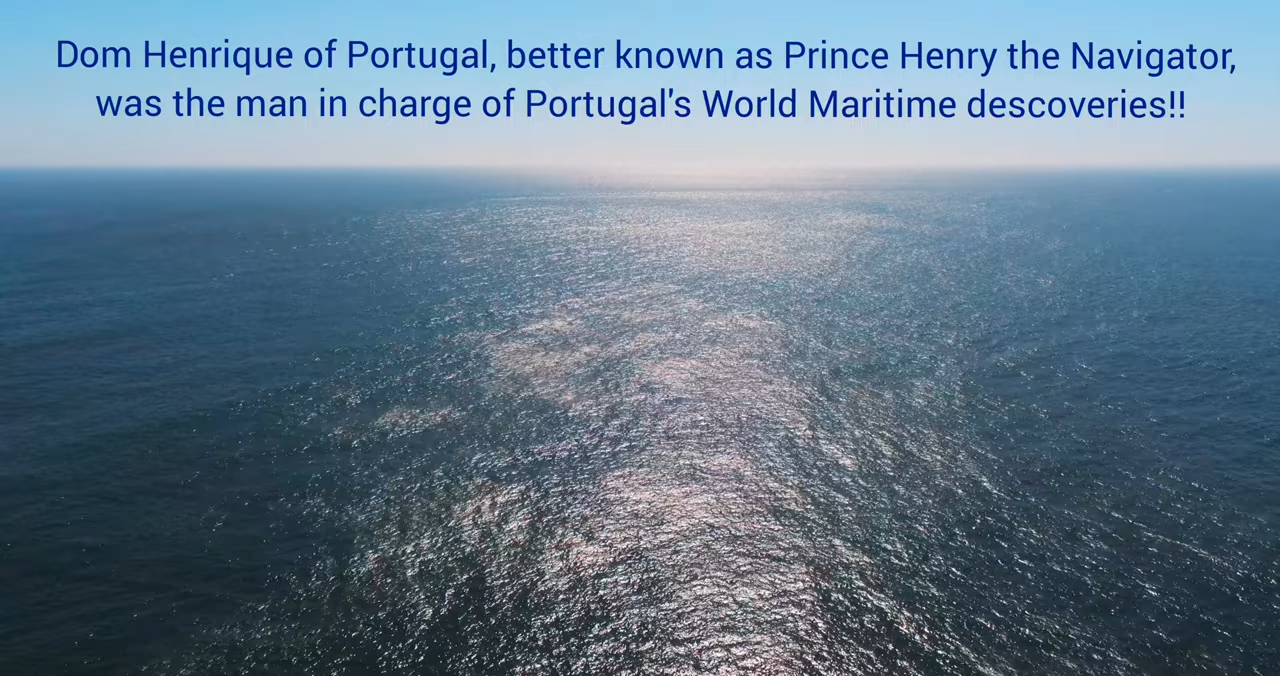 Dom Henrique of Portugal, better known as Prince Henry the Navigator,
was the man in charge of Portugal's World Maritime descoveries!!